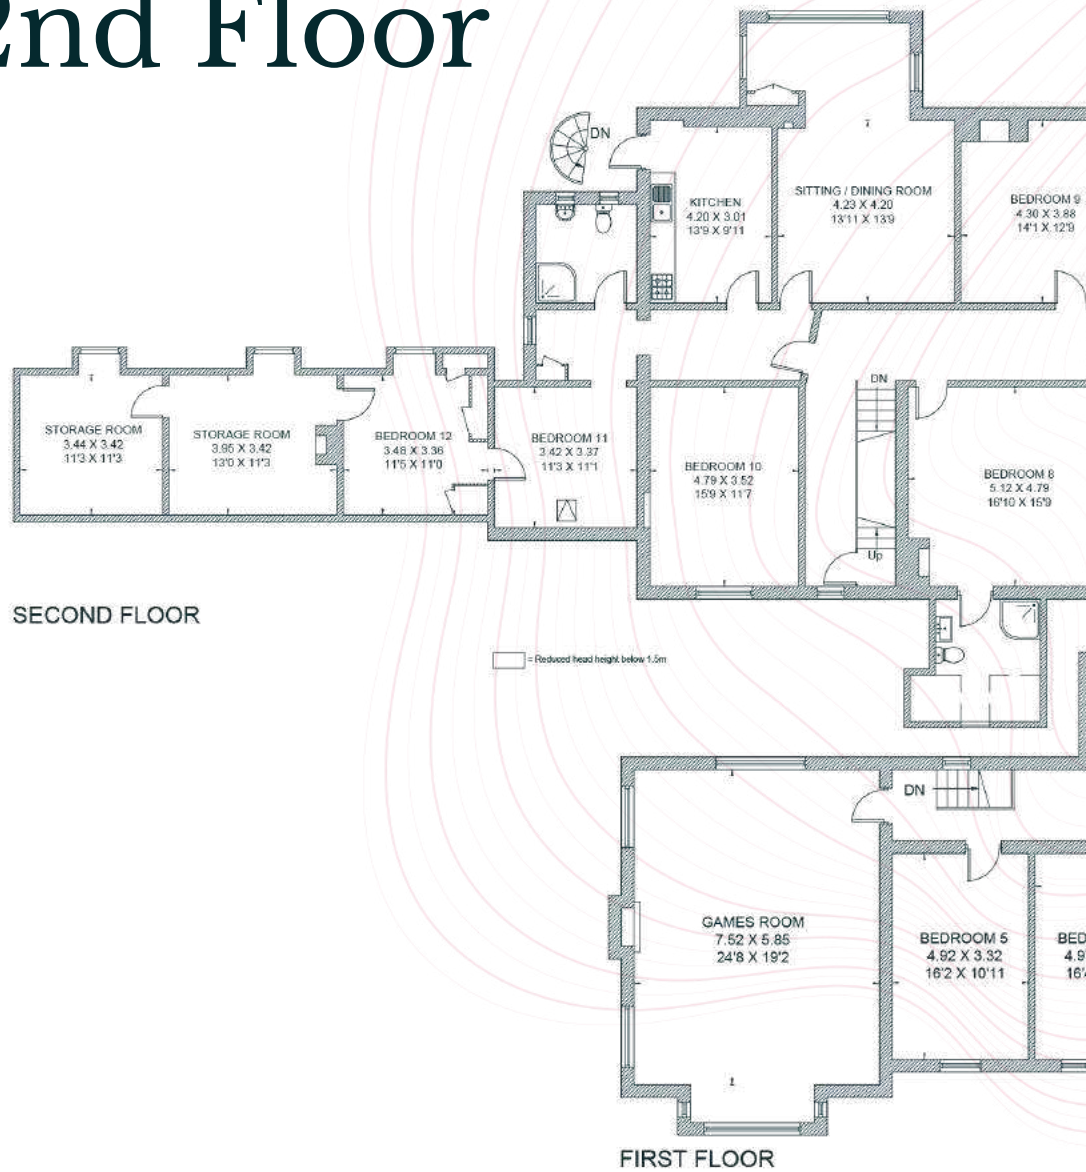 2nd Floor
DN
KITCHEN
4.20 X 3.01
13'9 X 9'11
SITTING / DINING ROOM
4.23 X 4.20
13'11 X 13'9
BEDROOM 9
4.30 X 3.88
14'1 X 12'9
STORAGE ROOM
3.44 X 3.42
11'3 X 11'3
STORAGE ROOM
3.95 X 3.42
13'0 X 11'3
BEDROOM 12
3.48 X 3.36
11'5 X 11'0
BEDROOM 11
3.42 X 3.37
11'3 X 11'1
BEDROOM 10
4.79 X 3.52
15'9 X 11'7
DN
Up
BEDROOM 8
5.12 X 4.79
16'10 X 15'9
SECOND FLOOR
= Reduced head height below 1.5m
DN
GAMES ROOM
7.52 X 5.85
24'8 X 19'2
BEDROOM 5
4.92 X 3.32
16'2 X 10'11
BED
4.9
16'
FIRST FLOOR